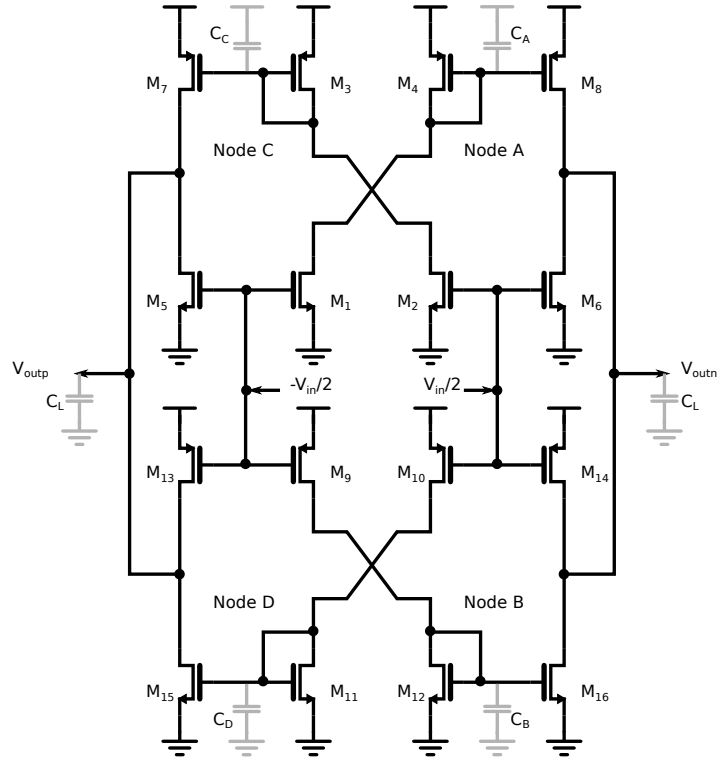 C_C
C_A
M_7
M_3
M_4
M_8
Node C
Node A
M_5
M_1
M_2
M_6
V_outp
-V_in/2
V_in/2
V_outn
C_L
C_L
M_13
M_9
M_10
M_14
Node D
Node B
M_15
M_11
M_12
M_16
C_D
C_B